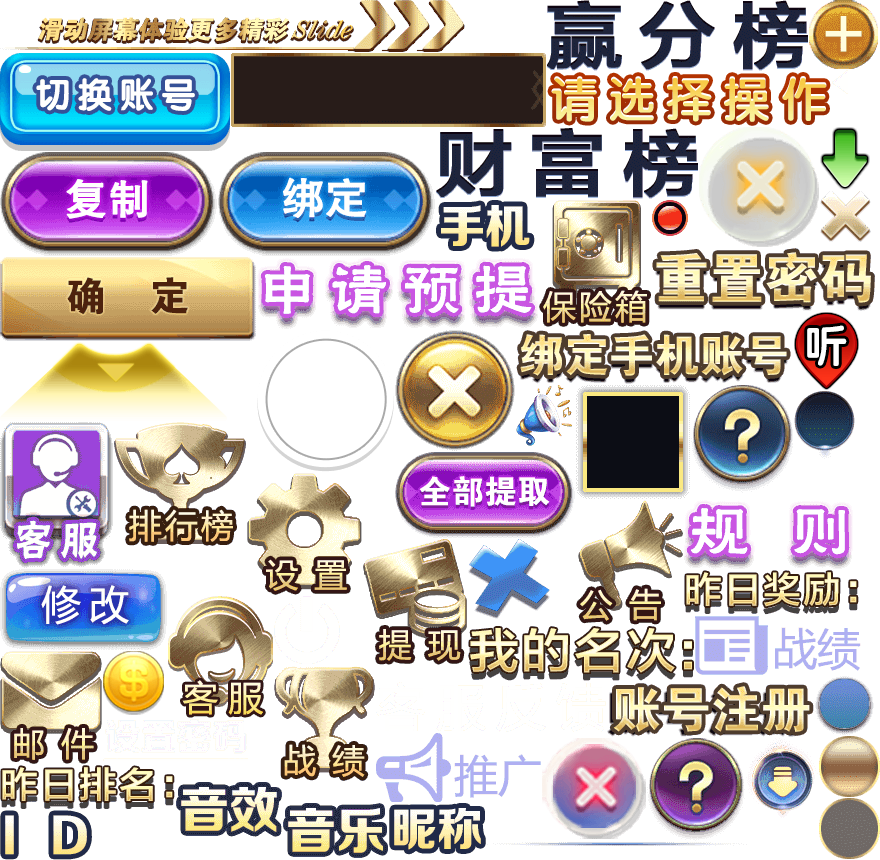 滑动屏幕体验更多精彩 Slide
赢分榜
切换账号
请选择操作
财富榜
复制
绑定
手机
确 定
申请预提
保险箱
重置密码
绑定手机账号
听
客服
排行榜
全部提取
规 则
设置
修改
提现
公告
昨日奖励：
我的名次：
战绩
客服
账号注册
邮件
战绩
推广
昨日排名：
音效
音乐
昵称
I D